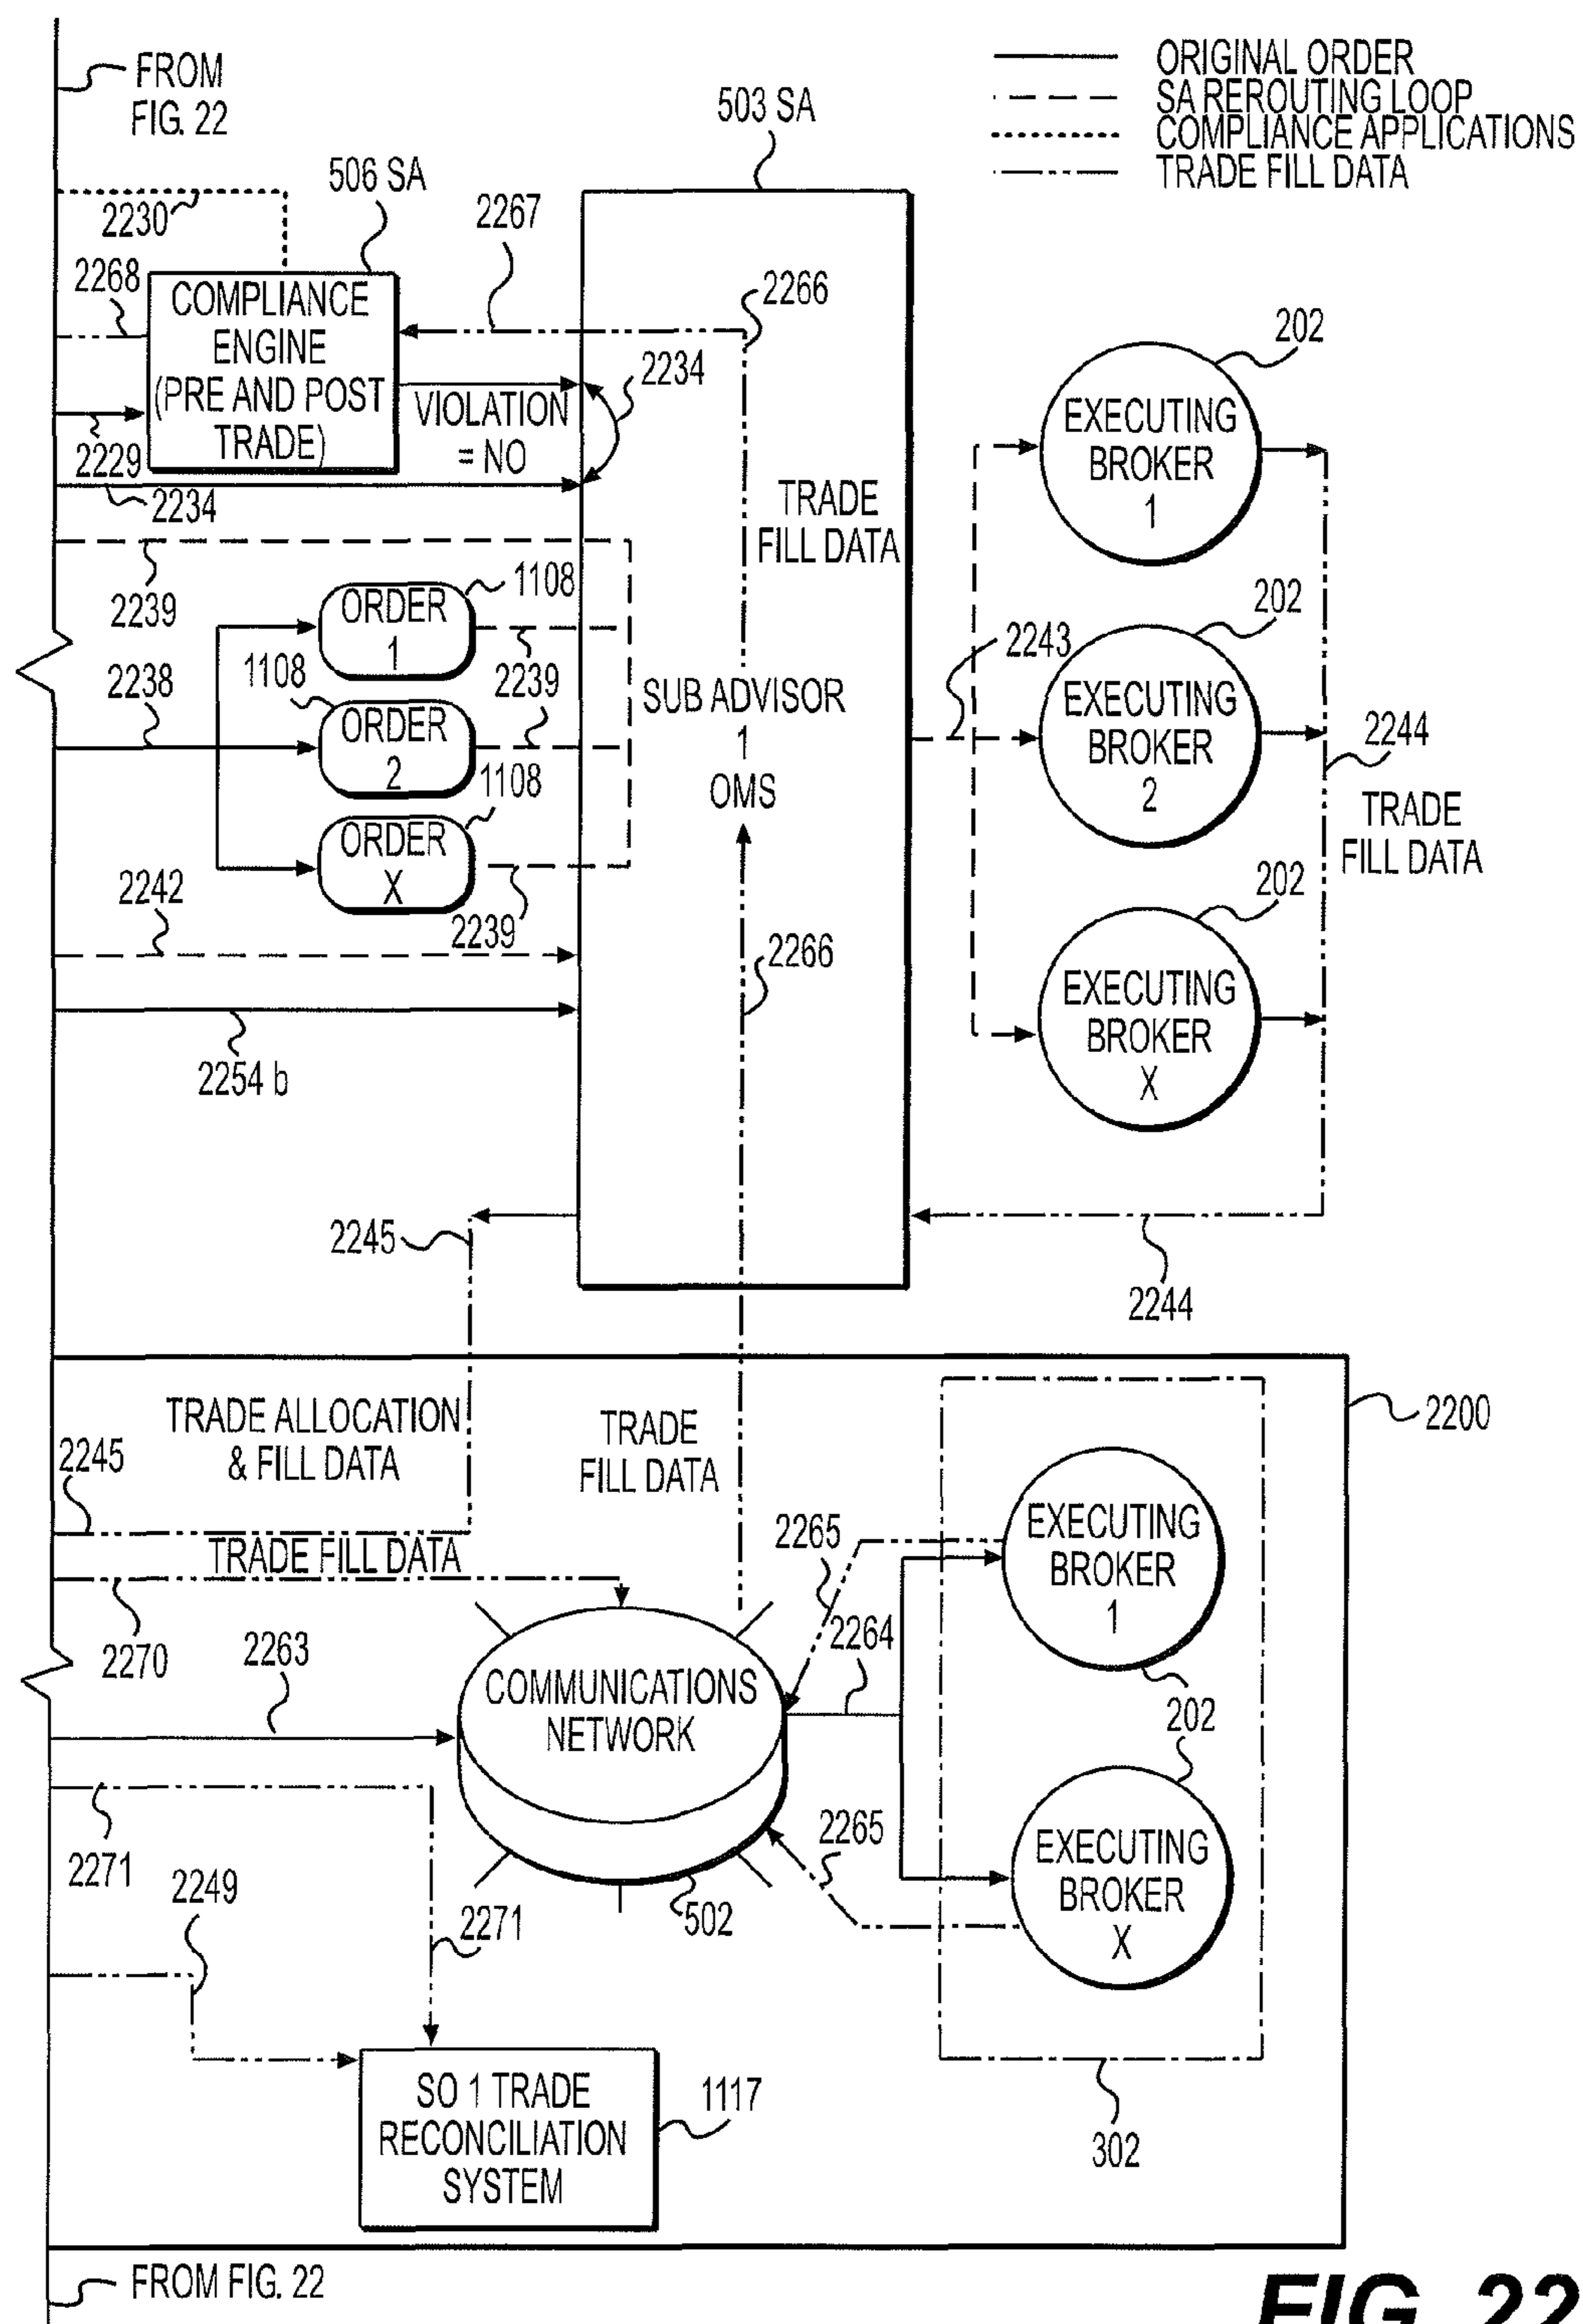 FROM
FIG. 22
ORIGINAL ORDER
SA REROUTING LOOP
COMPLIANCE APPLICATIONS
TRADE FILL DATA
503 SA
506 SA
2230
2267
2268
COMPLIANCE
ENGINE
(PRE AND POST
TRADE)
2266
2234
VIOLATION
= NO
2229
2234
TRADE
FILL DATA
202
EXECUTING
BROKER
1
2239
1108
ORDER
1
2239
2238
1108
ORDER
2
1108
ORDER
X
2239
2242
SUB ADVISOR
1
OMS
2243
202
EXECUTING
BROKER
2
2244
TRADE
FILL DATA
202
EXECUTING
BROKER
X
2266
2254 b
2245
2244
TRADE ALLOCATION
& FILL DATA
TRADE
FILL DATA
2200
2245
TRADE FILL DATA
2270
2263
COMMUNICATIONS
NETWORK
2265
2264
EXECUTING
BROKER
1
202
202
2271
2265
EXECUTING
BROKER
X
2249
2271
502
SO 1 TRADE
RECONCILIATION
SYSTEM
1117
302
FROM FIG. 22
FIG. 22